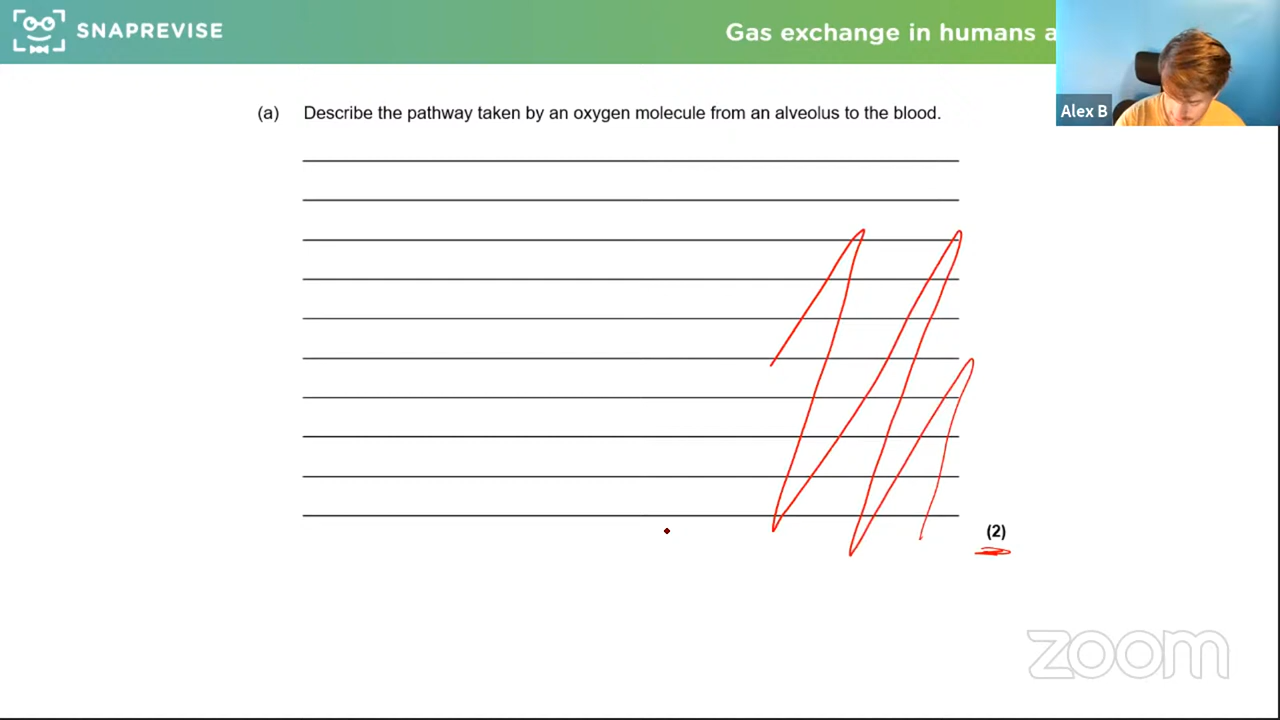 SNAPREVISE
Gas exchange in humans a
Alex B
(a) Describe the pathway taken by an oxygen molecule from an alveolus to the blood.
(2)
zoom